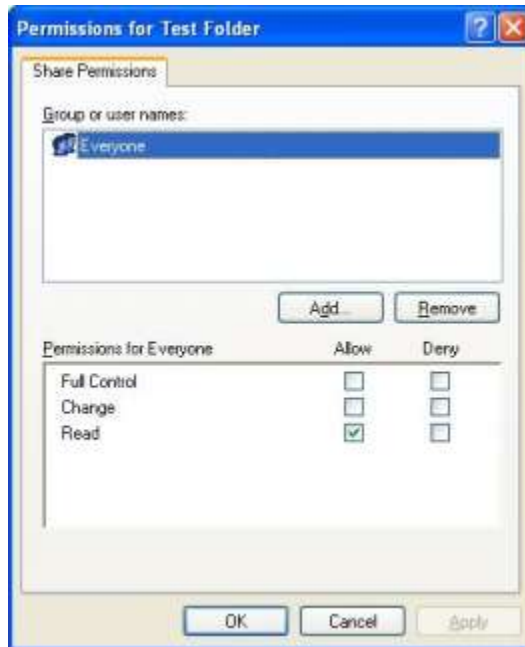 Permissions for Test Folder
Share Permissions
Group or user names:
Everyone
Add...
Remove
Permissions for Everyone
Allow
Deny
Full Control
Change
Read
OK
Cancel
Apply